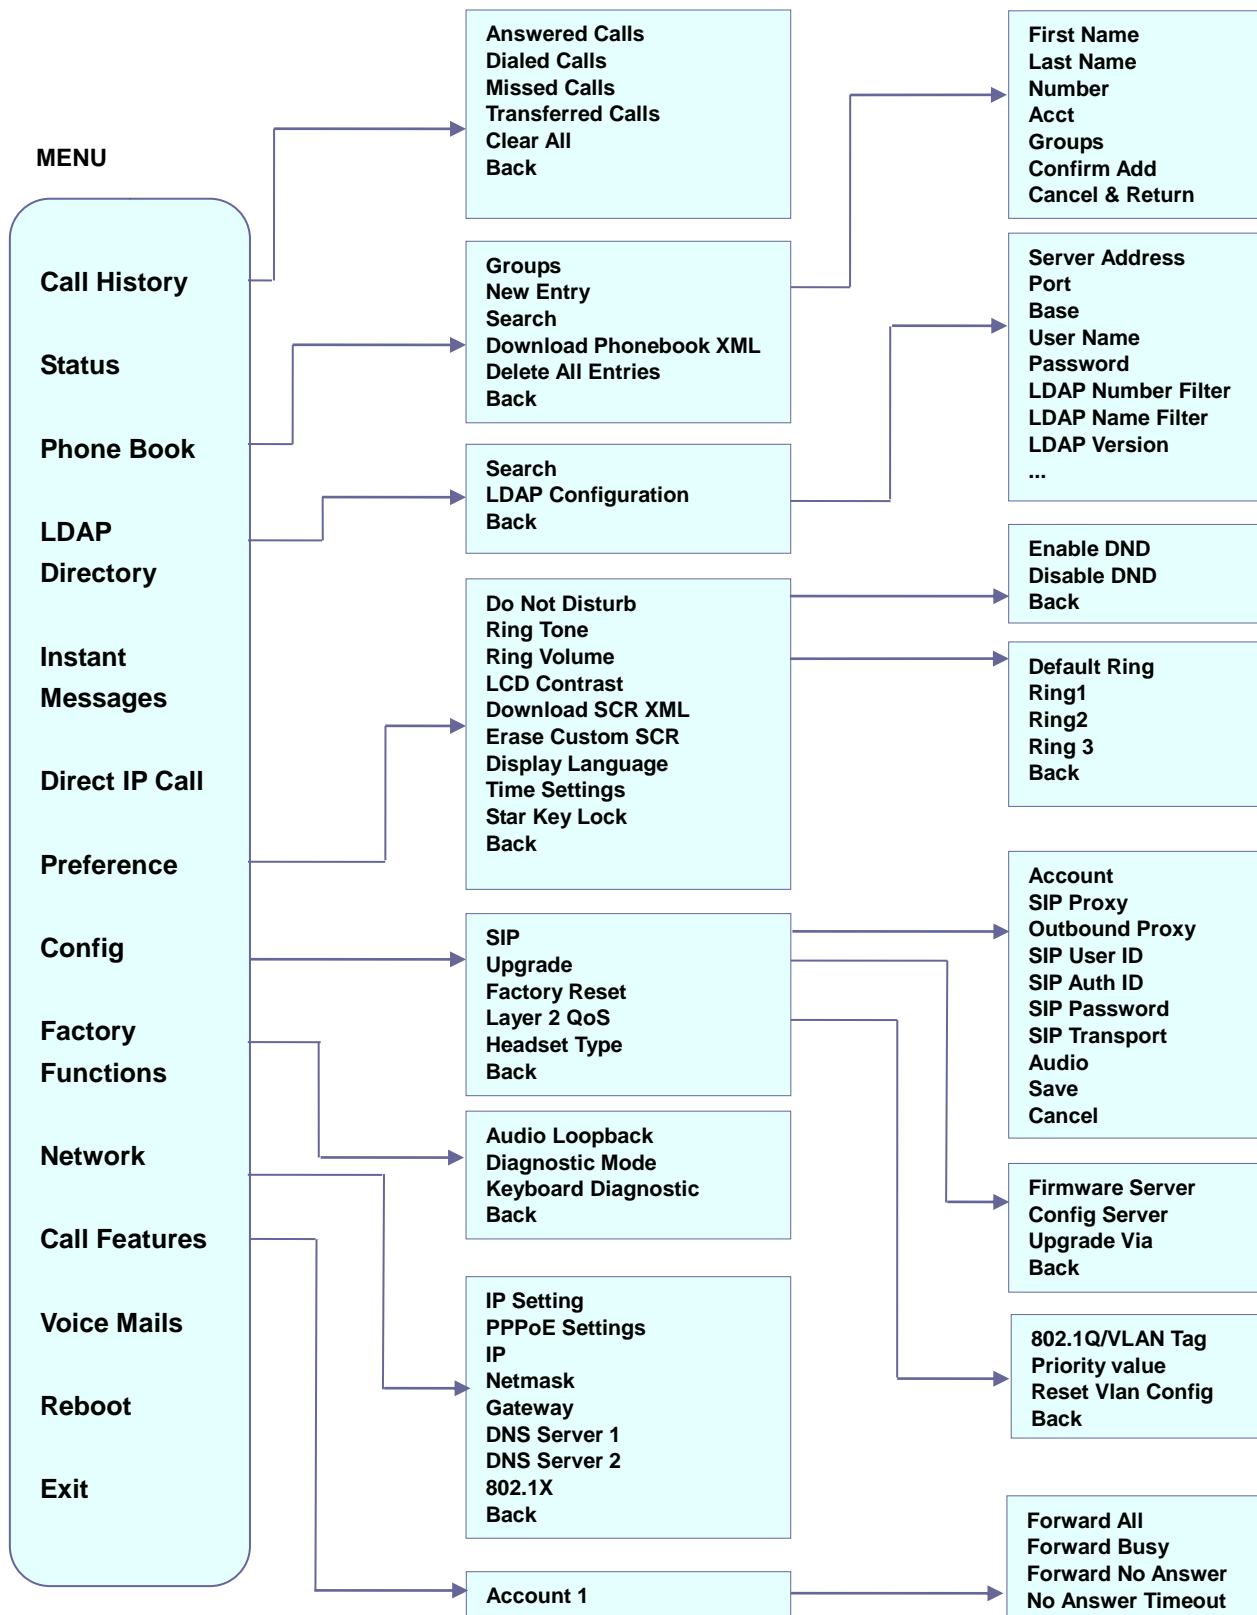 MENU
Call History
Status
Phone Book
LDAP
Directory
Instant
Messages
Direct IP Call
Preference
Config
Factory
Functions
Network
Call Features
Voice Mails
Reboot
Exit
Answered Calls
Dialed Calls
Missed Calls
Transferred Calls
Clear All
Back
Groups
New Entry
Search
Download Phonebook XML
Delete All Entries
Back
Search
LDAP Configuration
Back
Do Not Disturb
Ring Tone
Ring Volume
LCD Contrast
Download SCR XML
Erase Custom SCR
Display Language
Time Settings
Star Key Lock
Back
SIP
Upgrade
Factory Reset
Layer 2 QoS
Headset Type
Back
Audio Loopback
Diagnostic Mode
Keyboard Diagnostic
Back
IP Setting
PPPoE Settings
IP
Netmask
Gateway
DNS Server 1
DNS Server 2
802.1X
Back
Account 1
First Name
Last Name
Number
Acct
Groups
Confirm Add
Cancel & Return
Server Address
Port
Base
User Name
Password
LDAP Number Filter
LDAP Name Filter
LDAP Version
...
Enable DND
Disable DND
Back
Default Ring
Ring1
Ring2
Ring 3
Back
Account
SIP Proxy
Outbound Proxy
SIP User ID
SIP Auth ID
SIP Password
SIP Transport
Audio
Save
Cancel
Firmware Server
Config Server
Upgrade Via
Back
802.1Q/VLAN Tag
Priority value
Reset Vlan Config
Back
Forward All
Forward Busy
Forward No Answer
No Answer Timeout